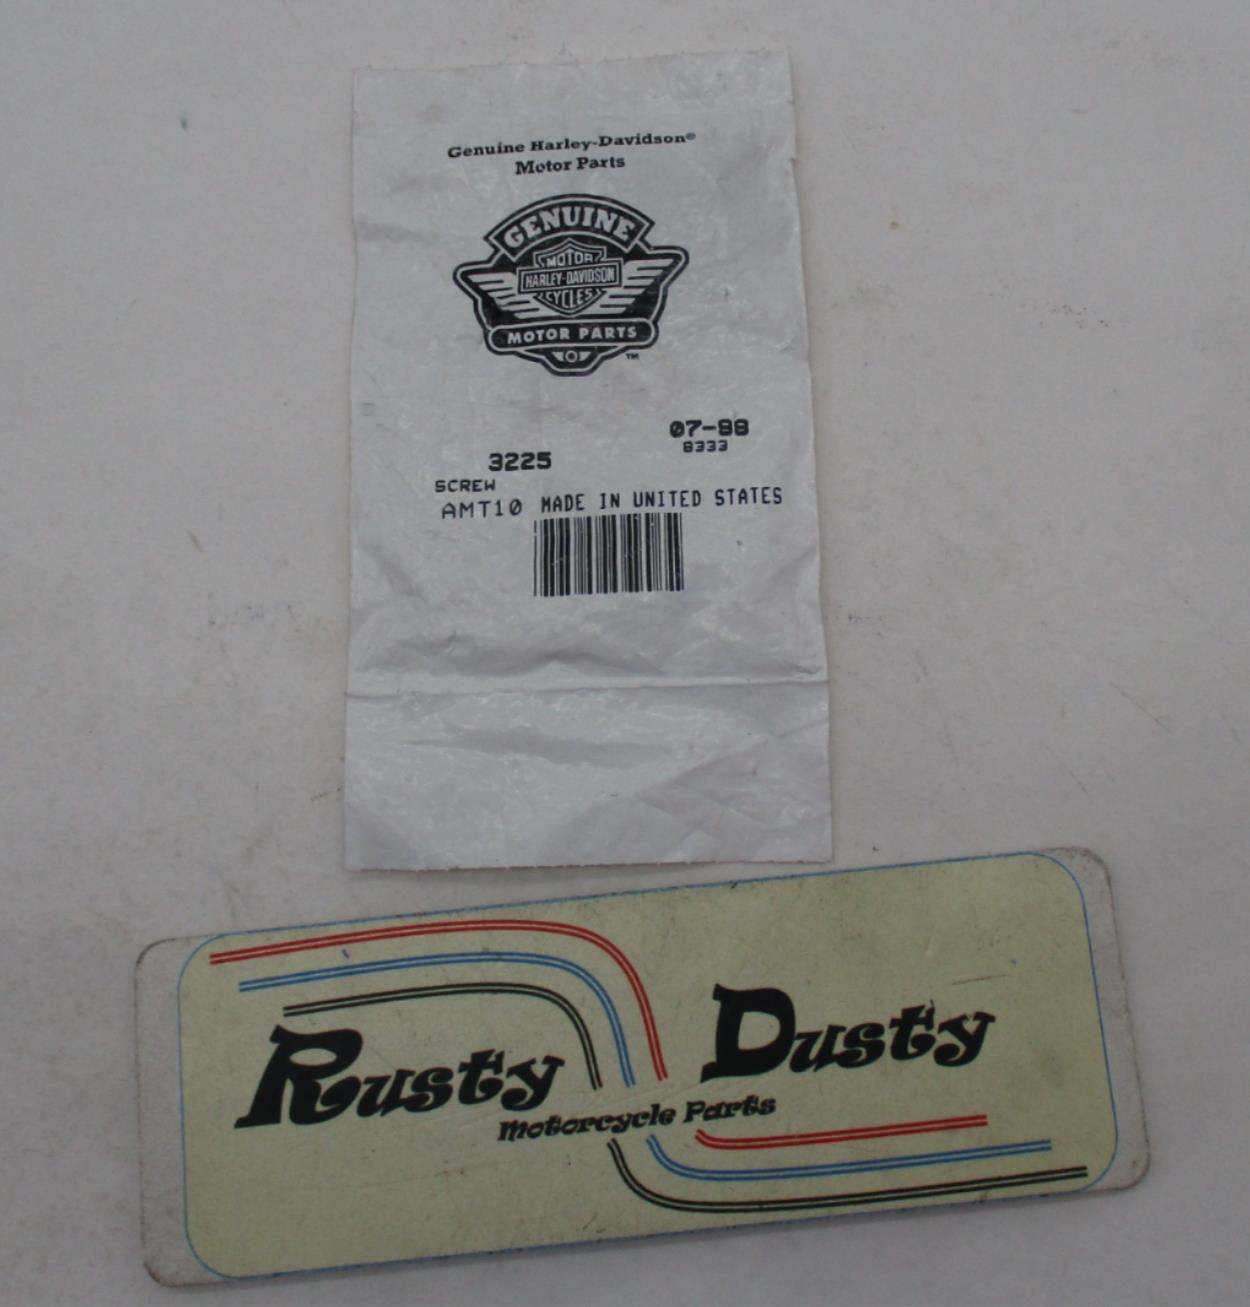 Genuine Harley-Davidson®
Motor Parts
GENUINE
MOTOR
HARLEY-DAVIDSON
CYCLES
MOTOR PARTS
TM
07-98
8333
3225
SCREW
AMT10 MADE IN UNITED STATES
Rusty Dusty
Motorcycle Parts